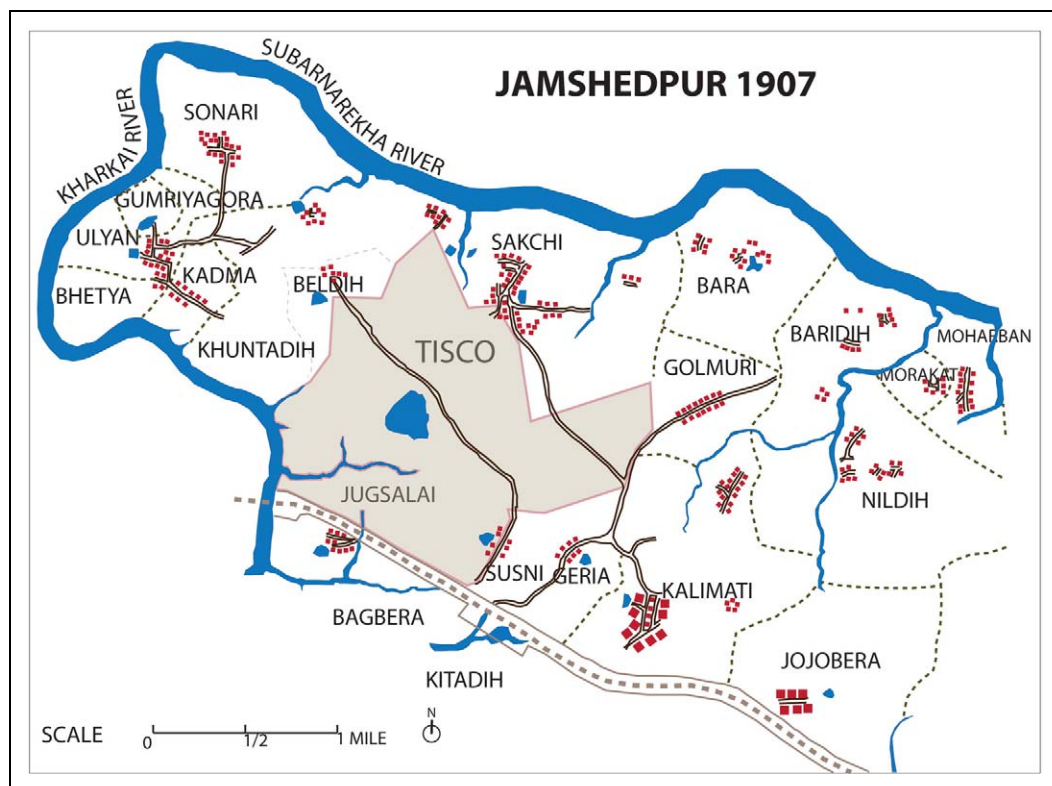 JAMSHEDPUR 1907
SUBARNAREKHA RIVER
KHARKAI RIVER
SONARI
GUMRIYAGORA
ULYAN
KADMA
BHETYA
BELDIH
KHUNTADIH
SAKCHI
BARA
TISCO
GOLMURI
BARIDIH
MOHARBAN
MORAKAT
JUGSALAI
NILDIH
SUSNI
GERIA
KALIMATI
BAGBERA
KITADIH
JOJOBERA
N
SCALE
0 1/2 1 MILE